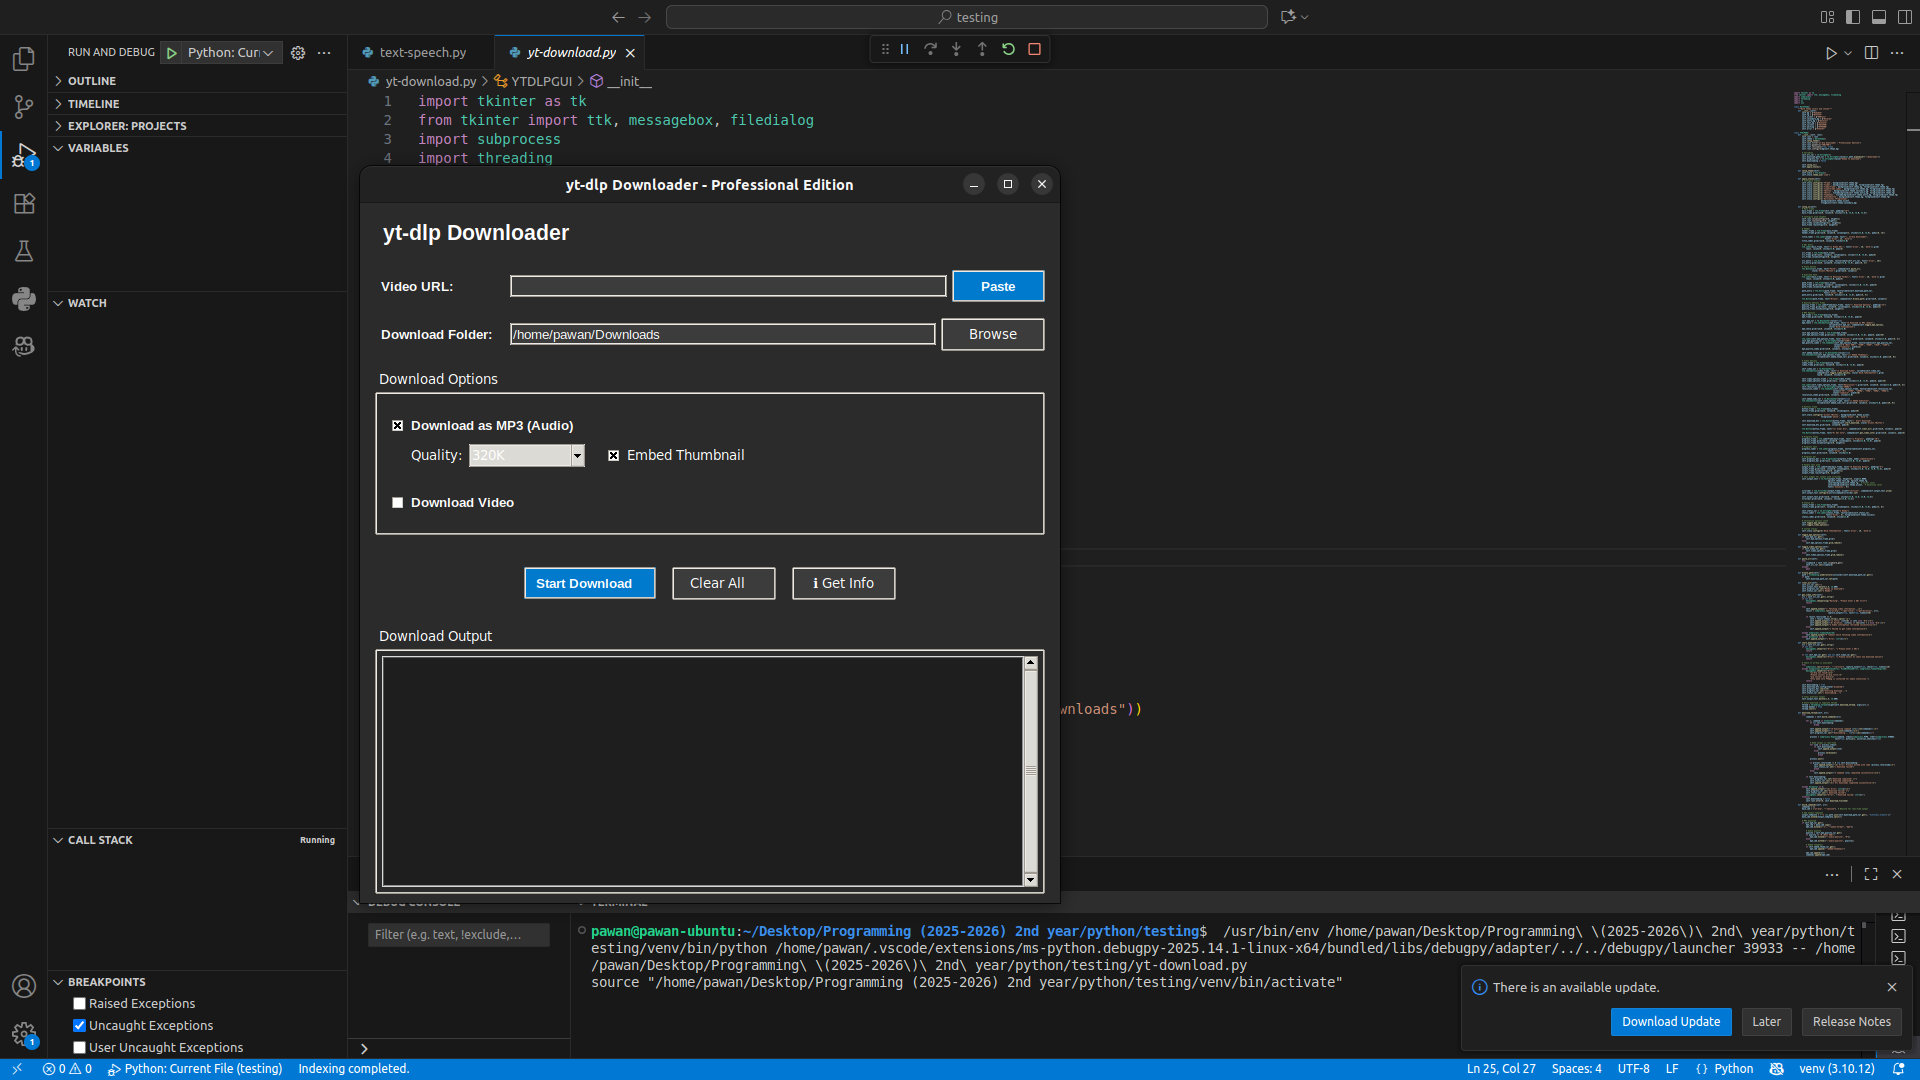 testing
RUN AND DEBUG
Python: Curr
text-speech.py
yt-download.py
OUTLINE
TIMELINE
EXPLORER: PROJECTS
VARIABLES
WATCH
CALL STACK
Running
BREAKPOINTS
Raised Exceptions
Uncaught Exceptions
User Uncaught Exceptions
yt-download.py > YTDLPGUI > __init__
1 import tkinter as tk
2 from tkinter import ttk, messagebox, filedialog
3 import subprocess
4 import threading
yt-dlp Downloader - Professional Edition
yt-dlp Downloader
Video URL:
Paste
Download Folder:
/home/pawan/Downloads
Browse
Download Options
Download as MP3 (Audio)
Quality:
320K
Embed Thumbnail
Download Video
Start Download
Clear All
ℹ Get Info
Download Output
wnloads"))
DEBUG CONSOLE
TERMINAL
Filter (e.g. text, !exclude,...
pawan@pawan-ubuntu:~/Desktop/Programming (2025-2026) 2nd year/python/testing$ /usr/bin/env /home/pawan/Desktop/Programming\ \(2025-2026\)\ 2nd\ year/python/t
esting/venv/bin/python /home/pawan/.vscode/extensions/ms-python.debugpy-2025.14.1-linux-x64/bundled/libs/debugpy/adapter/../../debugpy/launcher 39933 -- /home
/pawan/Desktop/Programming\ \(2025-2026\)\ 2nd\ year/python/testing/yt-download.py
source "/home/pawan/Desktop/Programming (2025-2026) 2nd year/python/testing/venv/bin/activate"
There is an available update.
Download Update
Later
Release Notes
1
1
0 0
Python: Current File (testing)
Indexing completed.
Ln 25, Col 27
Spaces: 4
UTF-8
LF
{ } Python
venv (3.10.12)